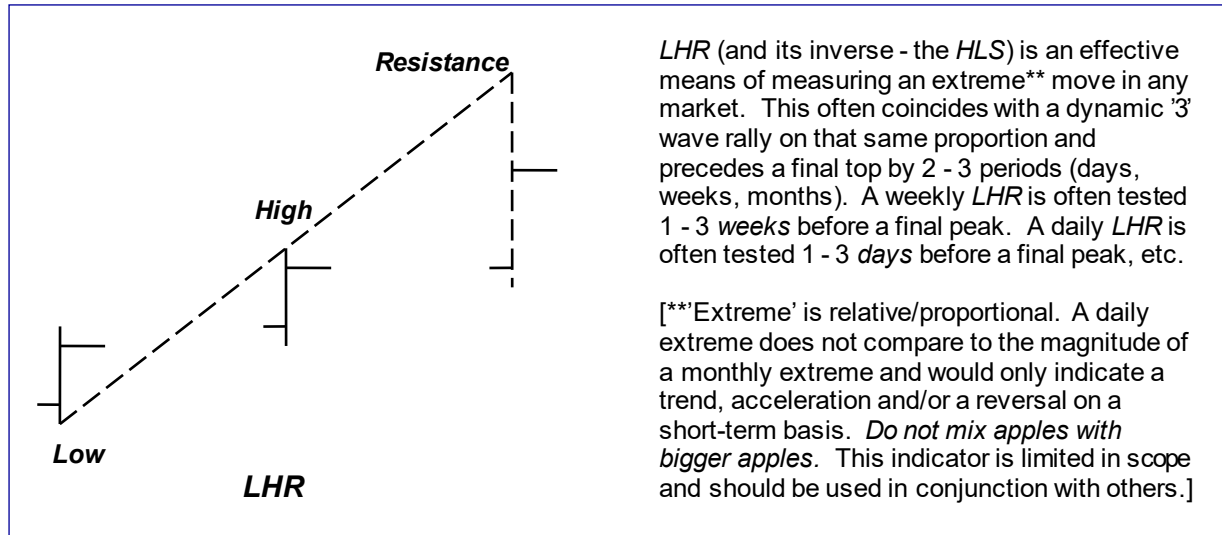 Resistance
High
Low
LHR
LHR (and its inverse - the HLS) is an effective
means of measuring an extreme** move in any
market. This often coincides with a dynamic ’3’
wave rally on that same proportion and
precedes a final top by 2 - 3 periods (days,
weeks, months). A weekly LHR is often tested
1 - 3 weeks before a final peak. A daily LHR is
often tested 1 - 3 days before a final peak, etc.
[**’Extreme’ is relative/proportional. A daily
extreme does not compare to the magnitude of
a monthly extreme and would only indicate a
trend, acceleration and/or a reversal on a
short-term basis. Do not mix apples with
bigger apples. This indicator is limited in scope
and should be used in conjunction with others.]